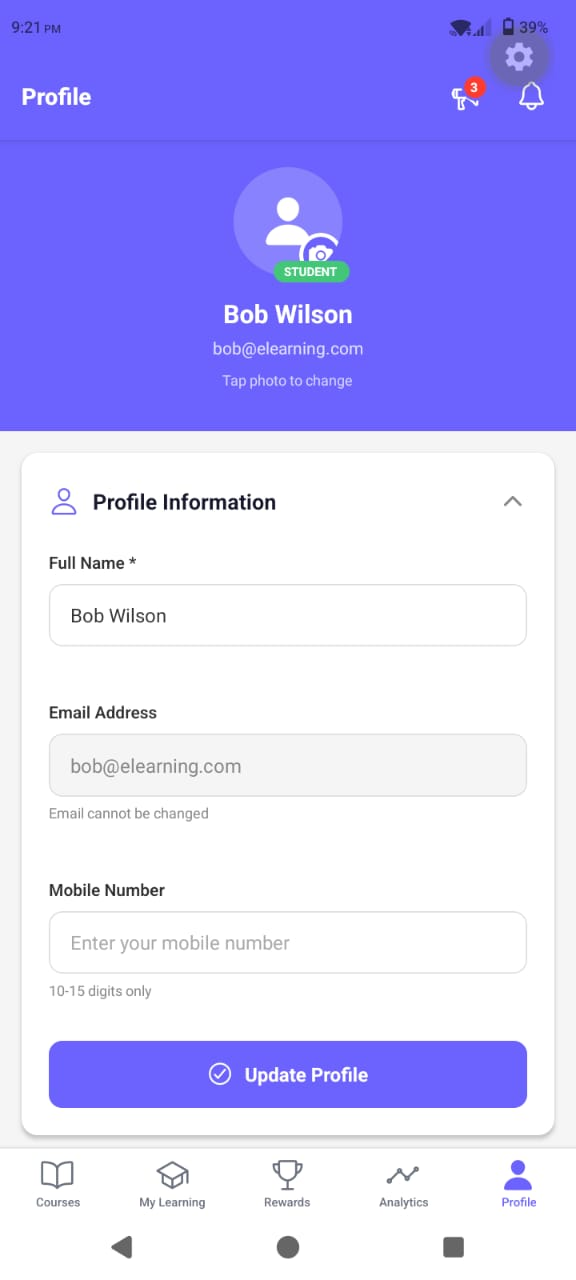 9:21 PM
39%
Profile
3
STUDENT
Bob Wilson
bob@elearning.com
Tap photo to change
Profile Information
Full Name *
Bob Wilson
Email Address
bob@elearning.com
Email cannot be changed
Mobile Number
Enter your mobile number
10-15 digits only
Update Profile
Courses
My Learning
Rewards
Analytics
Profile